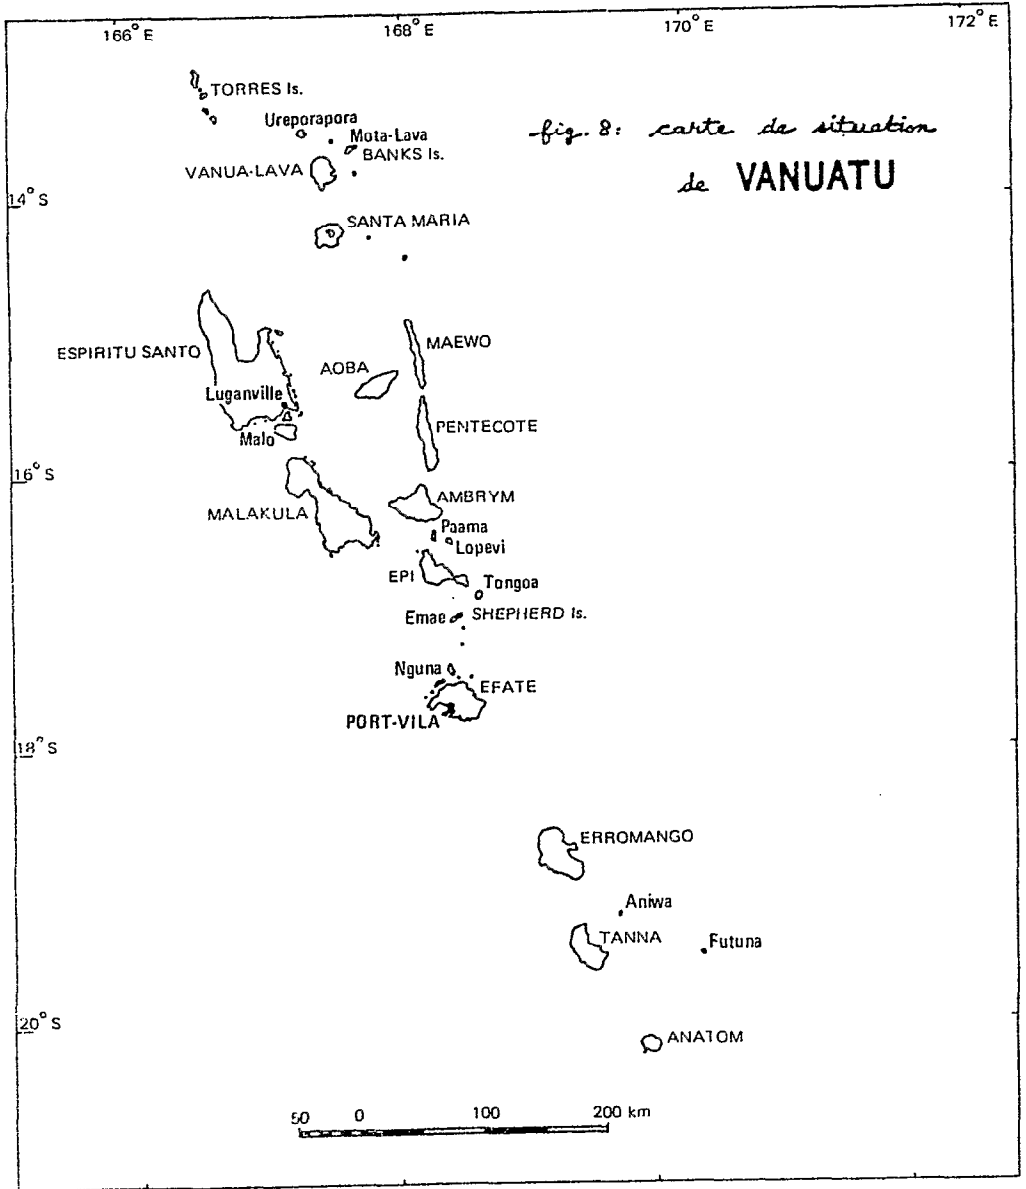 166°E 168°E 170°E 172°E
TORRES Is.
Ureporapora
Mota-Lava
BANKS Is.
VANUA-LAVA
fig. 8: carte de situation
de VANUATU
14°S
SANTA MARIA
ESPIRITU SANTO
MAEWO
AOBA
Luganville
PENTECOTE
Malo
16°S
AMBRYM
MALAKULA
Paama
Lopevi
EPI
Tongoa
Emae
SHEPHERD Is.
Nguna
EFATE
PORT-VILA
18°S
ERROMANGO
Aniwa
TANNA
Futuna
20°S
ANATOM
50 0 100 200 km